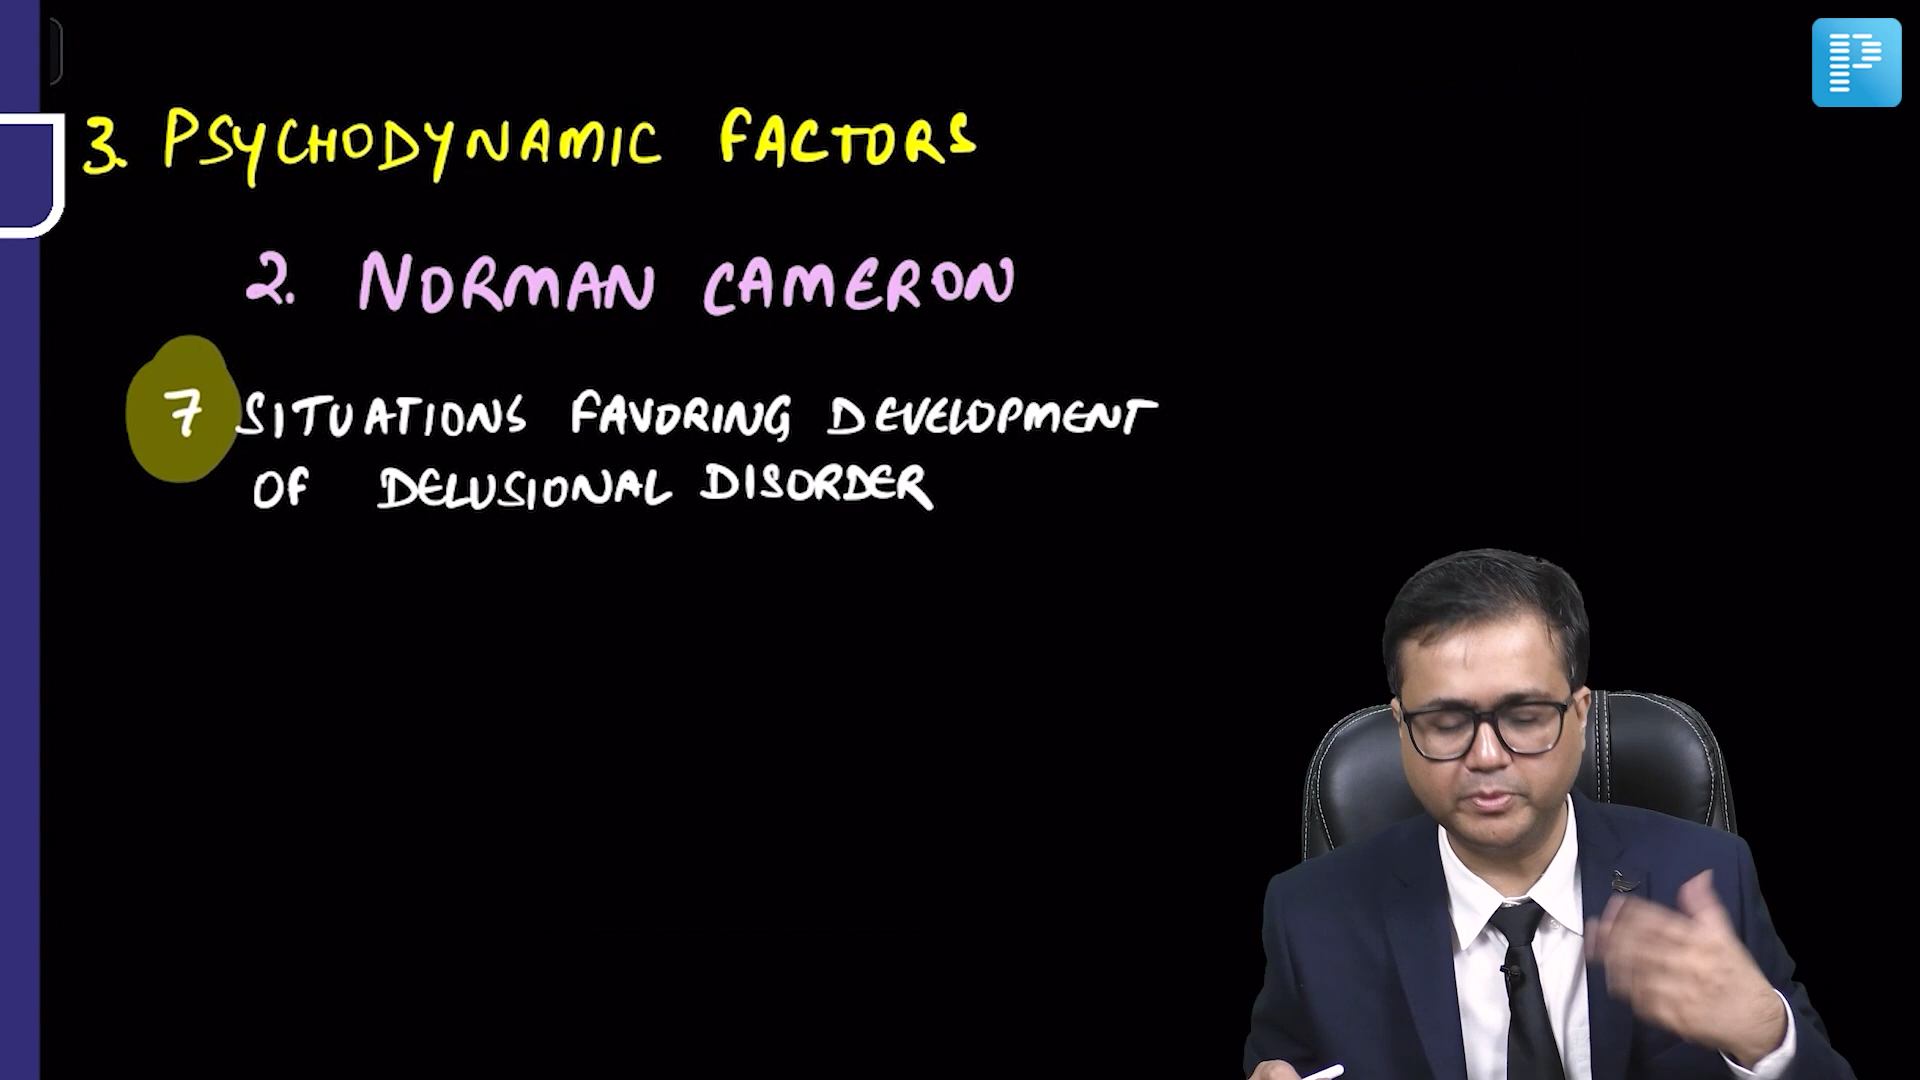 3. PSYCHODYNAMIC FACTORS
2. NORMAN CAMERON
7 SITUATIONS FAVORING DEVELOPMENT
OF DELUSIONAL DISORDER